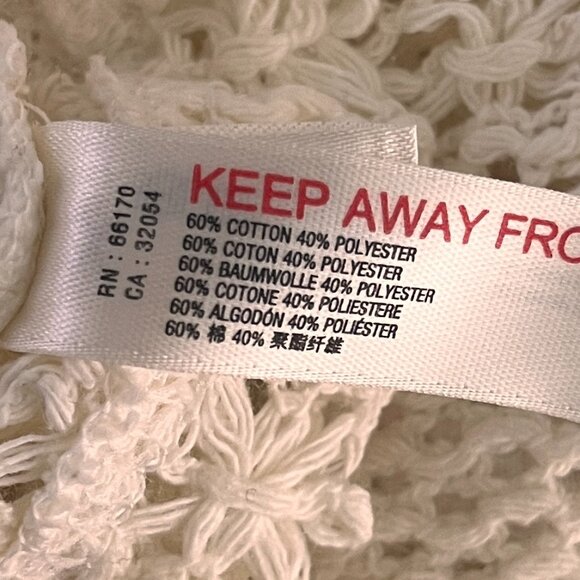 RN : 66170
CA : 32054
KEEP AWAY FRO
60% COTTON 40% POLYESTER
60% COTON 40% POLYESTER
60% BAUMWOLLE 40% POLYESTER
60% COTONE 40% POLIESTERE
60% ALGODÓN 40% POLIÉSTER
60% 棉 40% 聚酯纤维